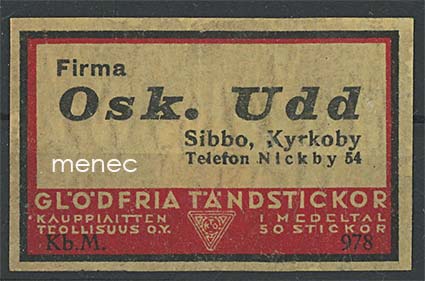 Firma
Osk. Udd
Sibbo, Kyrkoby
Telefon Nickby 54
menec
GLÖDFRIA TÄNDSTICKOR
KAUPPIAITTEN I MEDELTAL
TEOLLISUUS O.Y. 50 STICKOR
Kb.M. 978